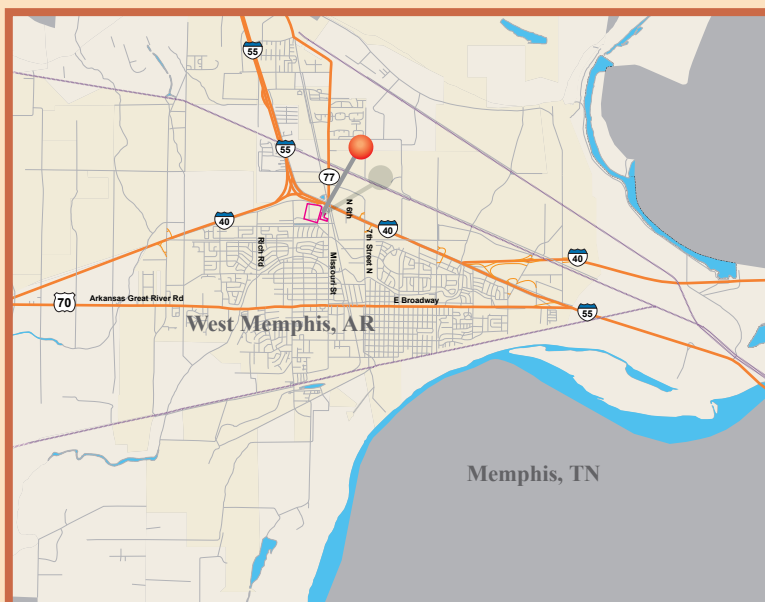 55
55
77
N 6th
40
40
7th Street N
Rich Rd
Missouri St
40
70
Arkansas Great River Rd
E Broadway
55
West Memphis, AR
Memphis, TN